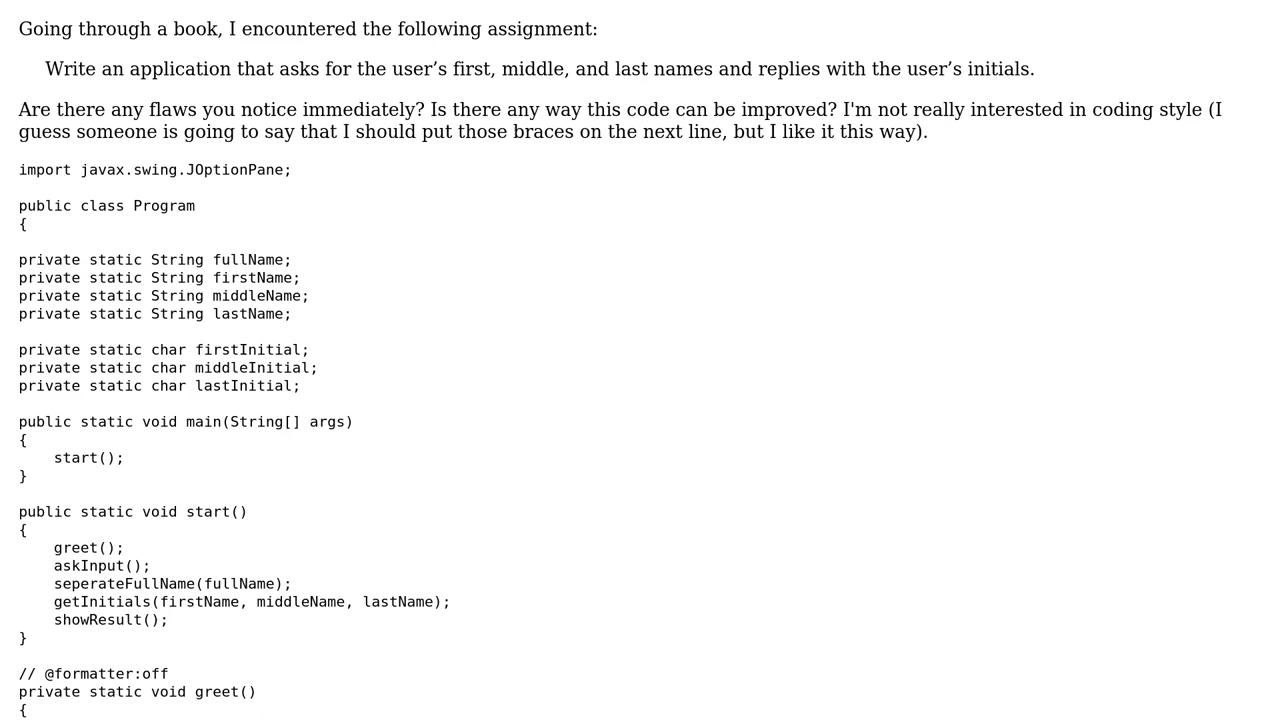 Going through a book, I encountered the following assignment:
Write an application that asks for the user’s first, middle, and last names and replies with the user’s initials.
Are there any flaws you notice immediately? Is there any way this code can be improved? I'm not really interested in coding style (I
guess someone is going to say that I should put those braces on the next line, but I like it this way).
import javax.swing.JOptionPane;
public class Program
{
private static String fullName;
private static String firstName;
private static String middleName;
private static String lastName;
private static char firstInitial;
private static char middleInitial;
private static char lastInitial;
public static void main(String[] args)
{
    start();
}
public static void start()
{
    greet();
    askInput();
    seperateFullName(fullName);
    getInitials(firstName, middleName, lastName);
    showResult();
}
// @formatter:off
private static void greet()
{